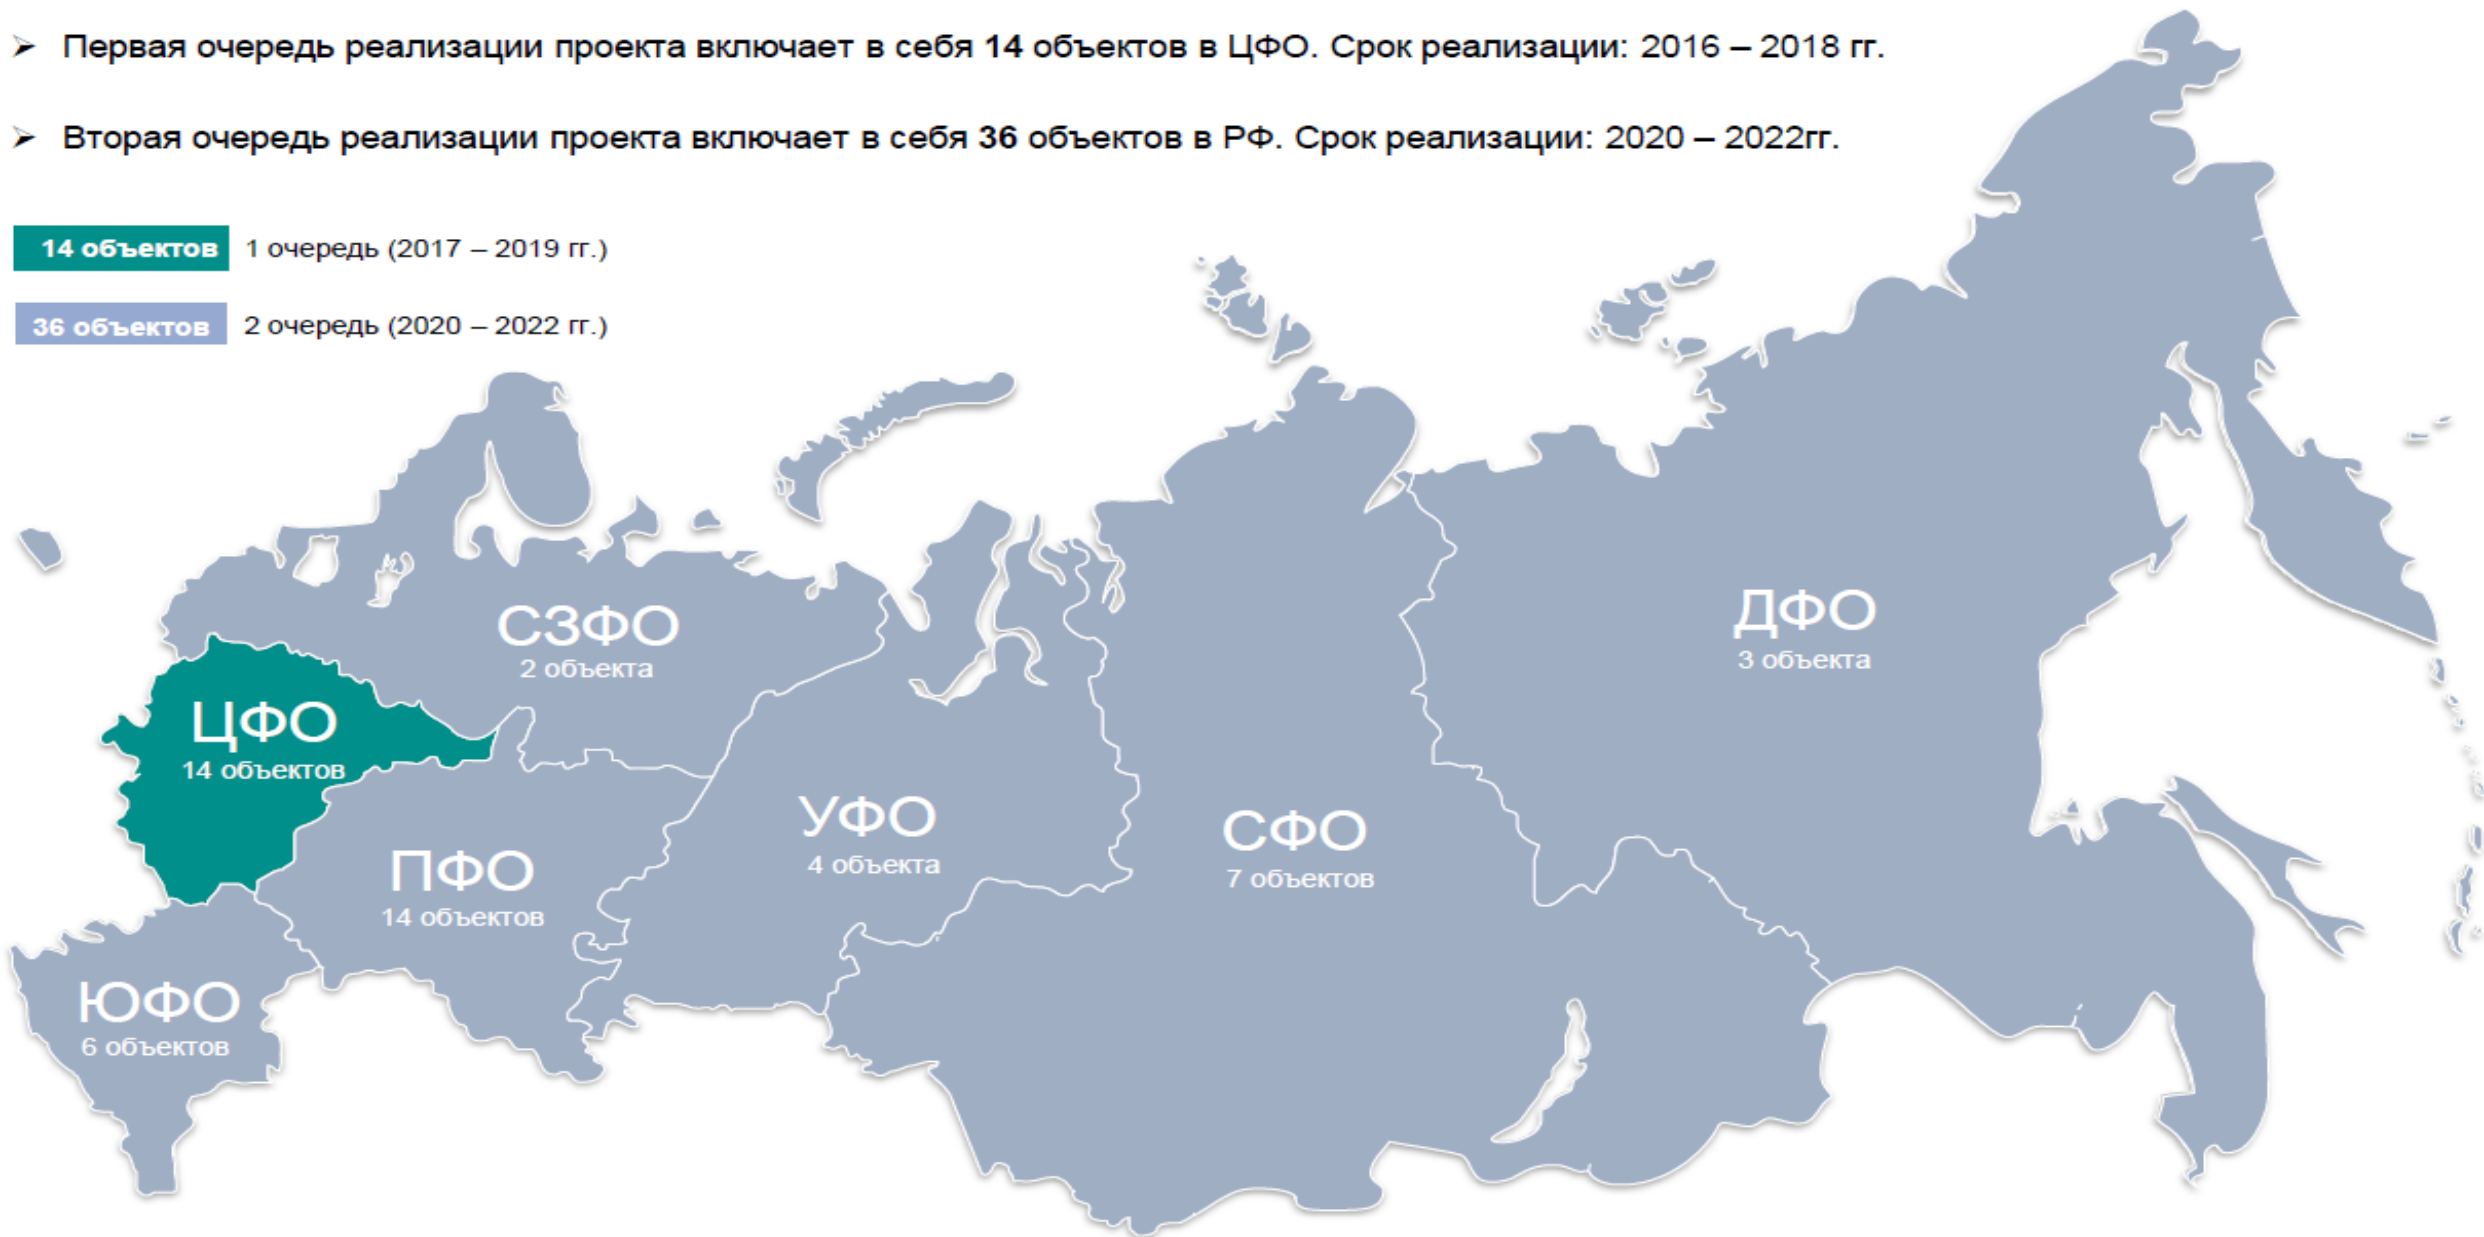 ➢ Первая очередь реализации проекта включает в себя 14 объектов в ЦФО. Срок реализации: 2016 – 2018 гг.
➢ Вторая очередь реализации проекта включает в себя 36 объектов в РФ. Срок реализации: 2020 – 2022гг.
14 объектов 1 очередь (2017 – 2019 гг.)
36 объектов 2 очередь (2020 – 2022 гг.)
СЗФО
2 объекта
ДФО
3 объекта
ЦФО
14 объектов
УФО
4 объекта
СФО
7 объектов
ПФО
14 объектов
ЮФО
6 объектов